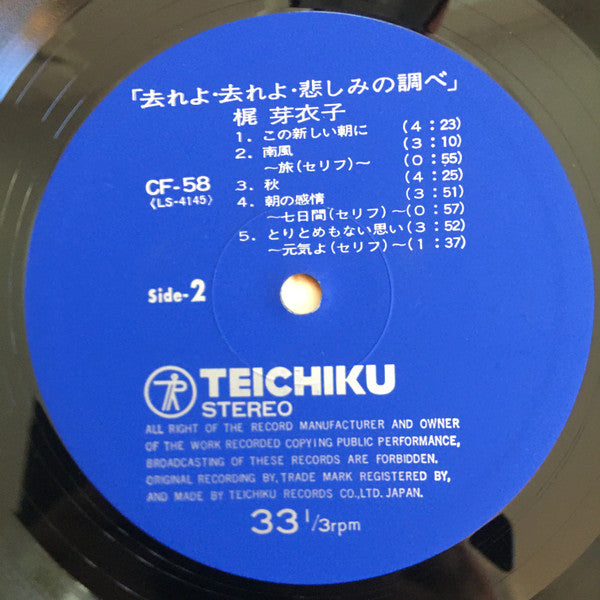 「去れよ・去れよ・悲しみの調べ」
梶 芽衣子
1. この新しい朝に (4:23)
2. 南風 (3:10)
〜旅(セリフ)〜 (0:55)
3. 秋 (4:25)
4. 朝の感情 (3:51)
〜七日間(セリフ)〜(0:57)
5. とりとめもない思い(3:52)
〜元気よ(セリフ)〜(1:37)
CF-58
〈LS-4145〉
Side-2
TEICHIKU
STEREO
ALL RIGHT OF THE RECORD MANUFACTURER AND OWNER
OF THE WORK RECORDED COPYING PUBLIC PERFORMANCE,
BROADCASTING OF THESE RECORDS ARE FORBIDDEN.
ORIGINAL RECORDING BY, TRADE MARK REGISTERED BY,
AND MADE BY TEICHIKU RECORDS CO., LTD. JAPAN.
33 1/3rpm